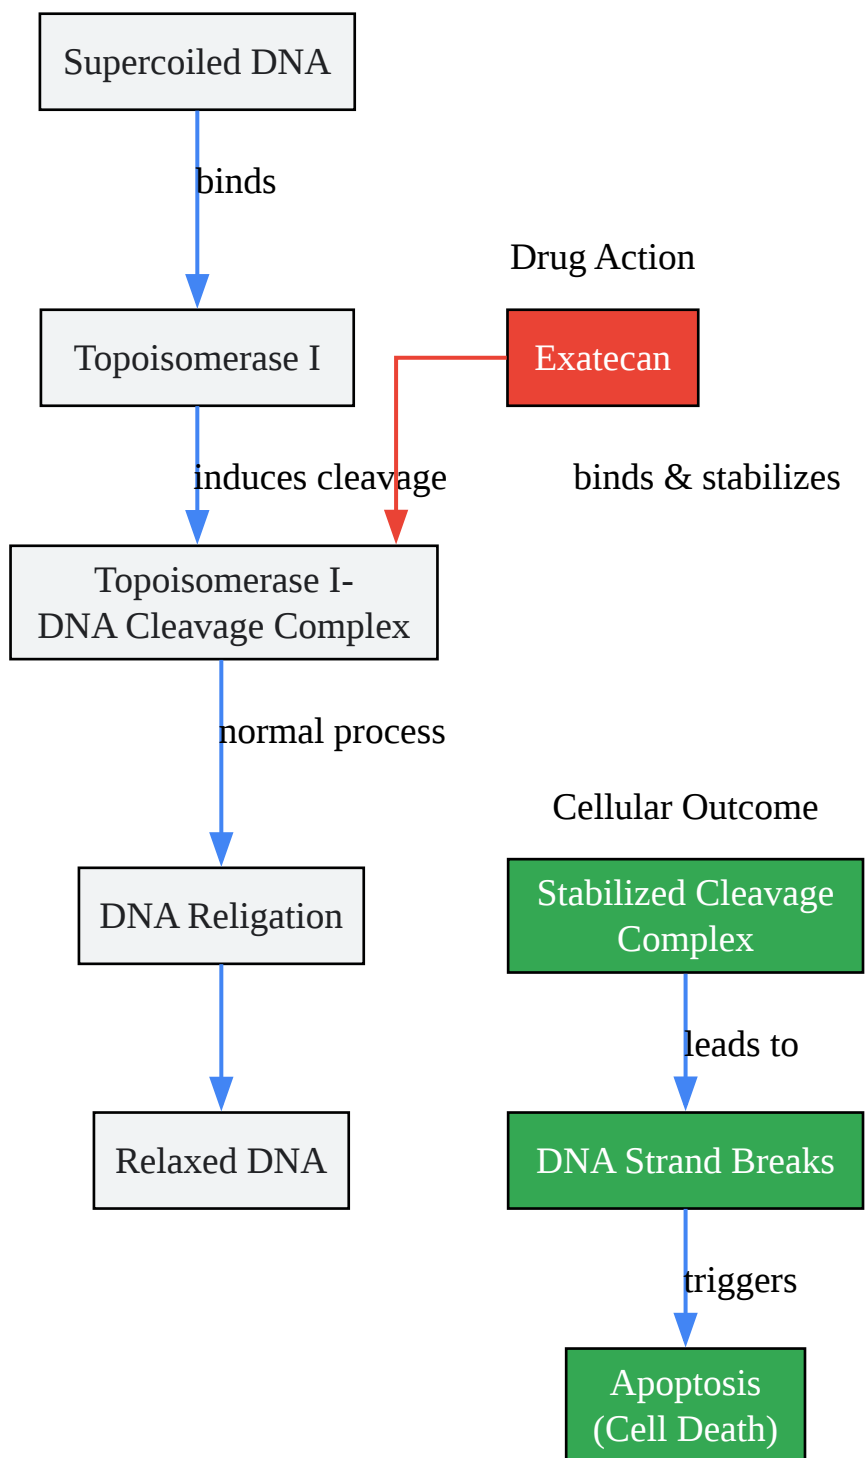 Supercoiled DNA
binds
Drug Action
Topoisomerase I
Exatecan
induces cleavage
binds & stabilizes
Topoisomerase I-
DNA Cleavage Complex
normal process
Cellular Outcome
Stabilized Cleavage
Complex
DNA Religation
leads to
Relaxed DNA
DNA Strand Breaks
triggers
Apoptosis
(Cell Death)